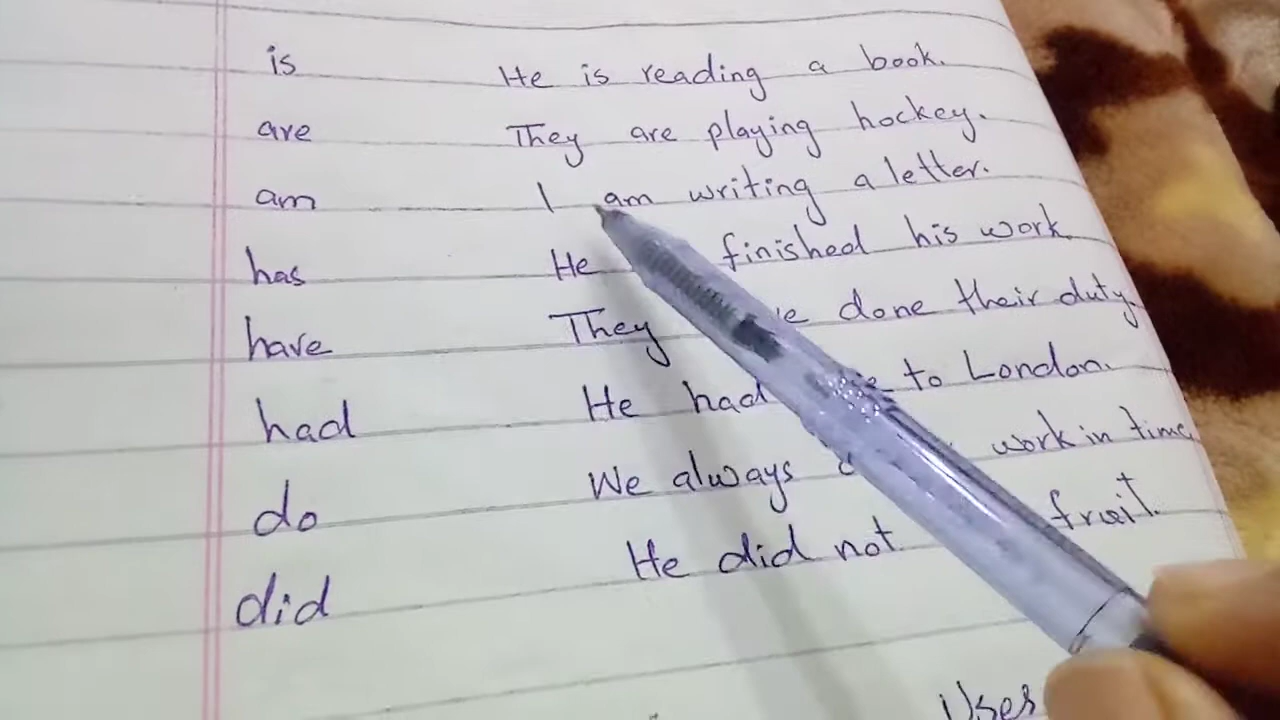 is He is reading a book.
are They are playing hockey.
am I am writing a letter.
has He finished his work
have They done their duty.
had He had to London.
do We always work in time
did He did not fruit.
Uses